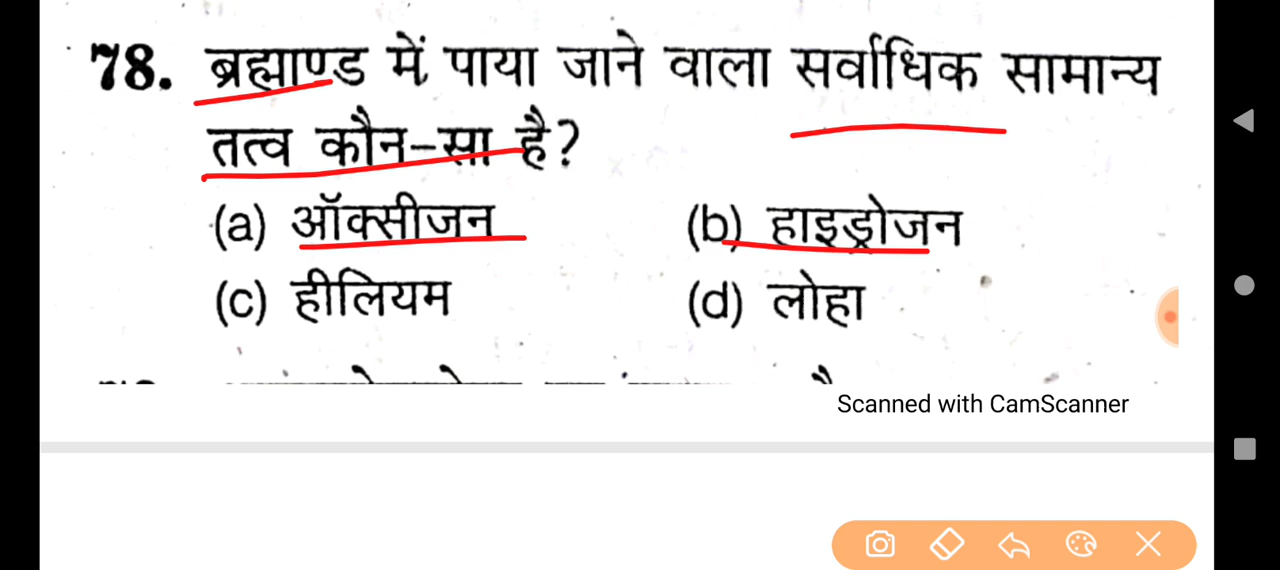 78. ब्रह्माण्ड में पाया जाने वाला सर्वाधिक सामान्य
तत्व कौन-सा है?
(a) ऑक्सीजन (b) हाइड्रोजन
(c) हीलियम (d) लोहा
Scanned with CamScanner